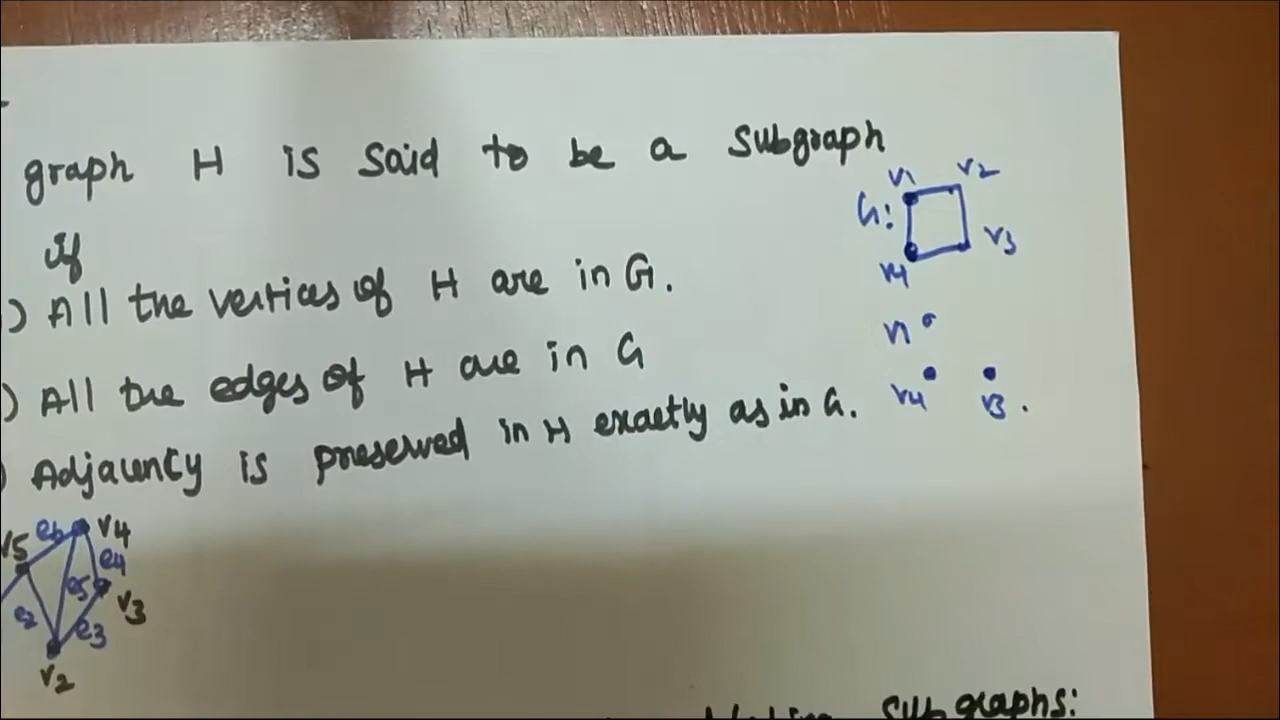 graph H is said to be a subgraph
if
) All the vertices of H are in G.
) All the edges of H are in G
) Adjacency is preserved in H exactly as in G.
G:
v1 v2
v4 v3
v1
v4 v3.
v5 e6 v4
e4
e5
e2 e3 v3
v2
subgraphs: